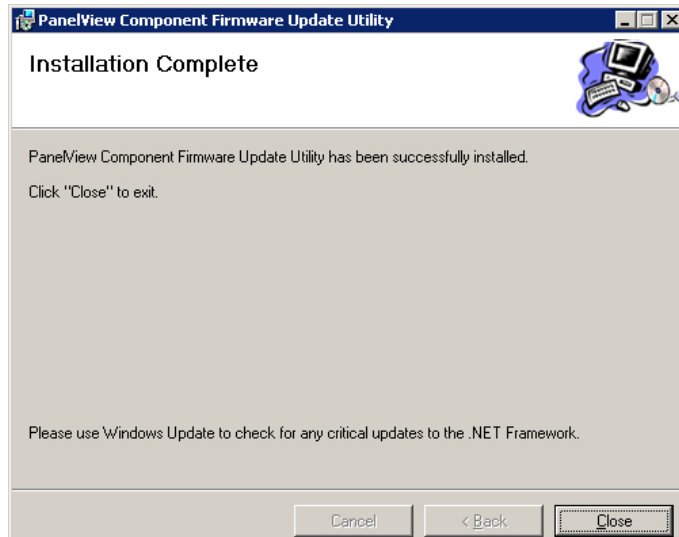 PanelView Component Firmware Update Utility
Installation Complete
PanelView Component Firmware Update Utility has been successfully installed.
Click "Close" to exit.
Please use Windows Update to check for any critical updates to the .NET Framework.
Cancel
< Back
Close